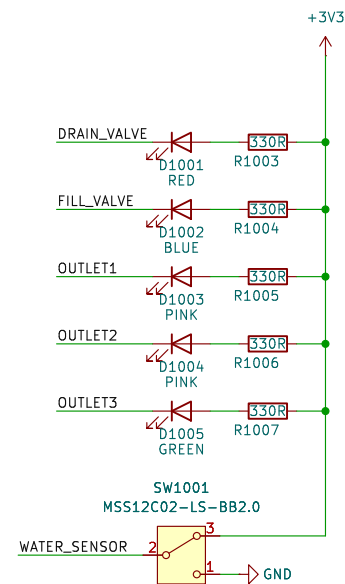 +3V3
DRAIN_VALVE
330R
D1001
R1003
RED
FILL_VALVE
330R
D1002
R1004
BLUE
OUTLET1
330R
D1003
R1005
PINK
OUTLET2
330R
D1004
R1006
PINK
OUTLET3
330R
D1005
R1007
GREEN
SW1001
MSS12C02-LS-BB2.0
3
WATER_SENSOR
2
1
GND